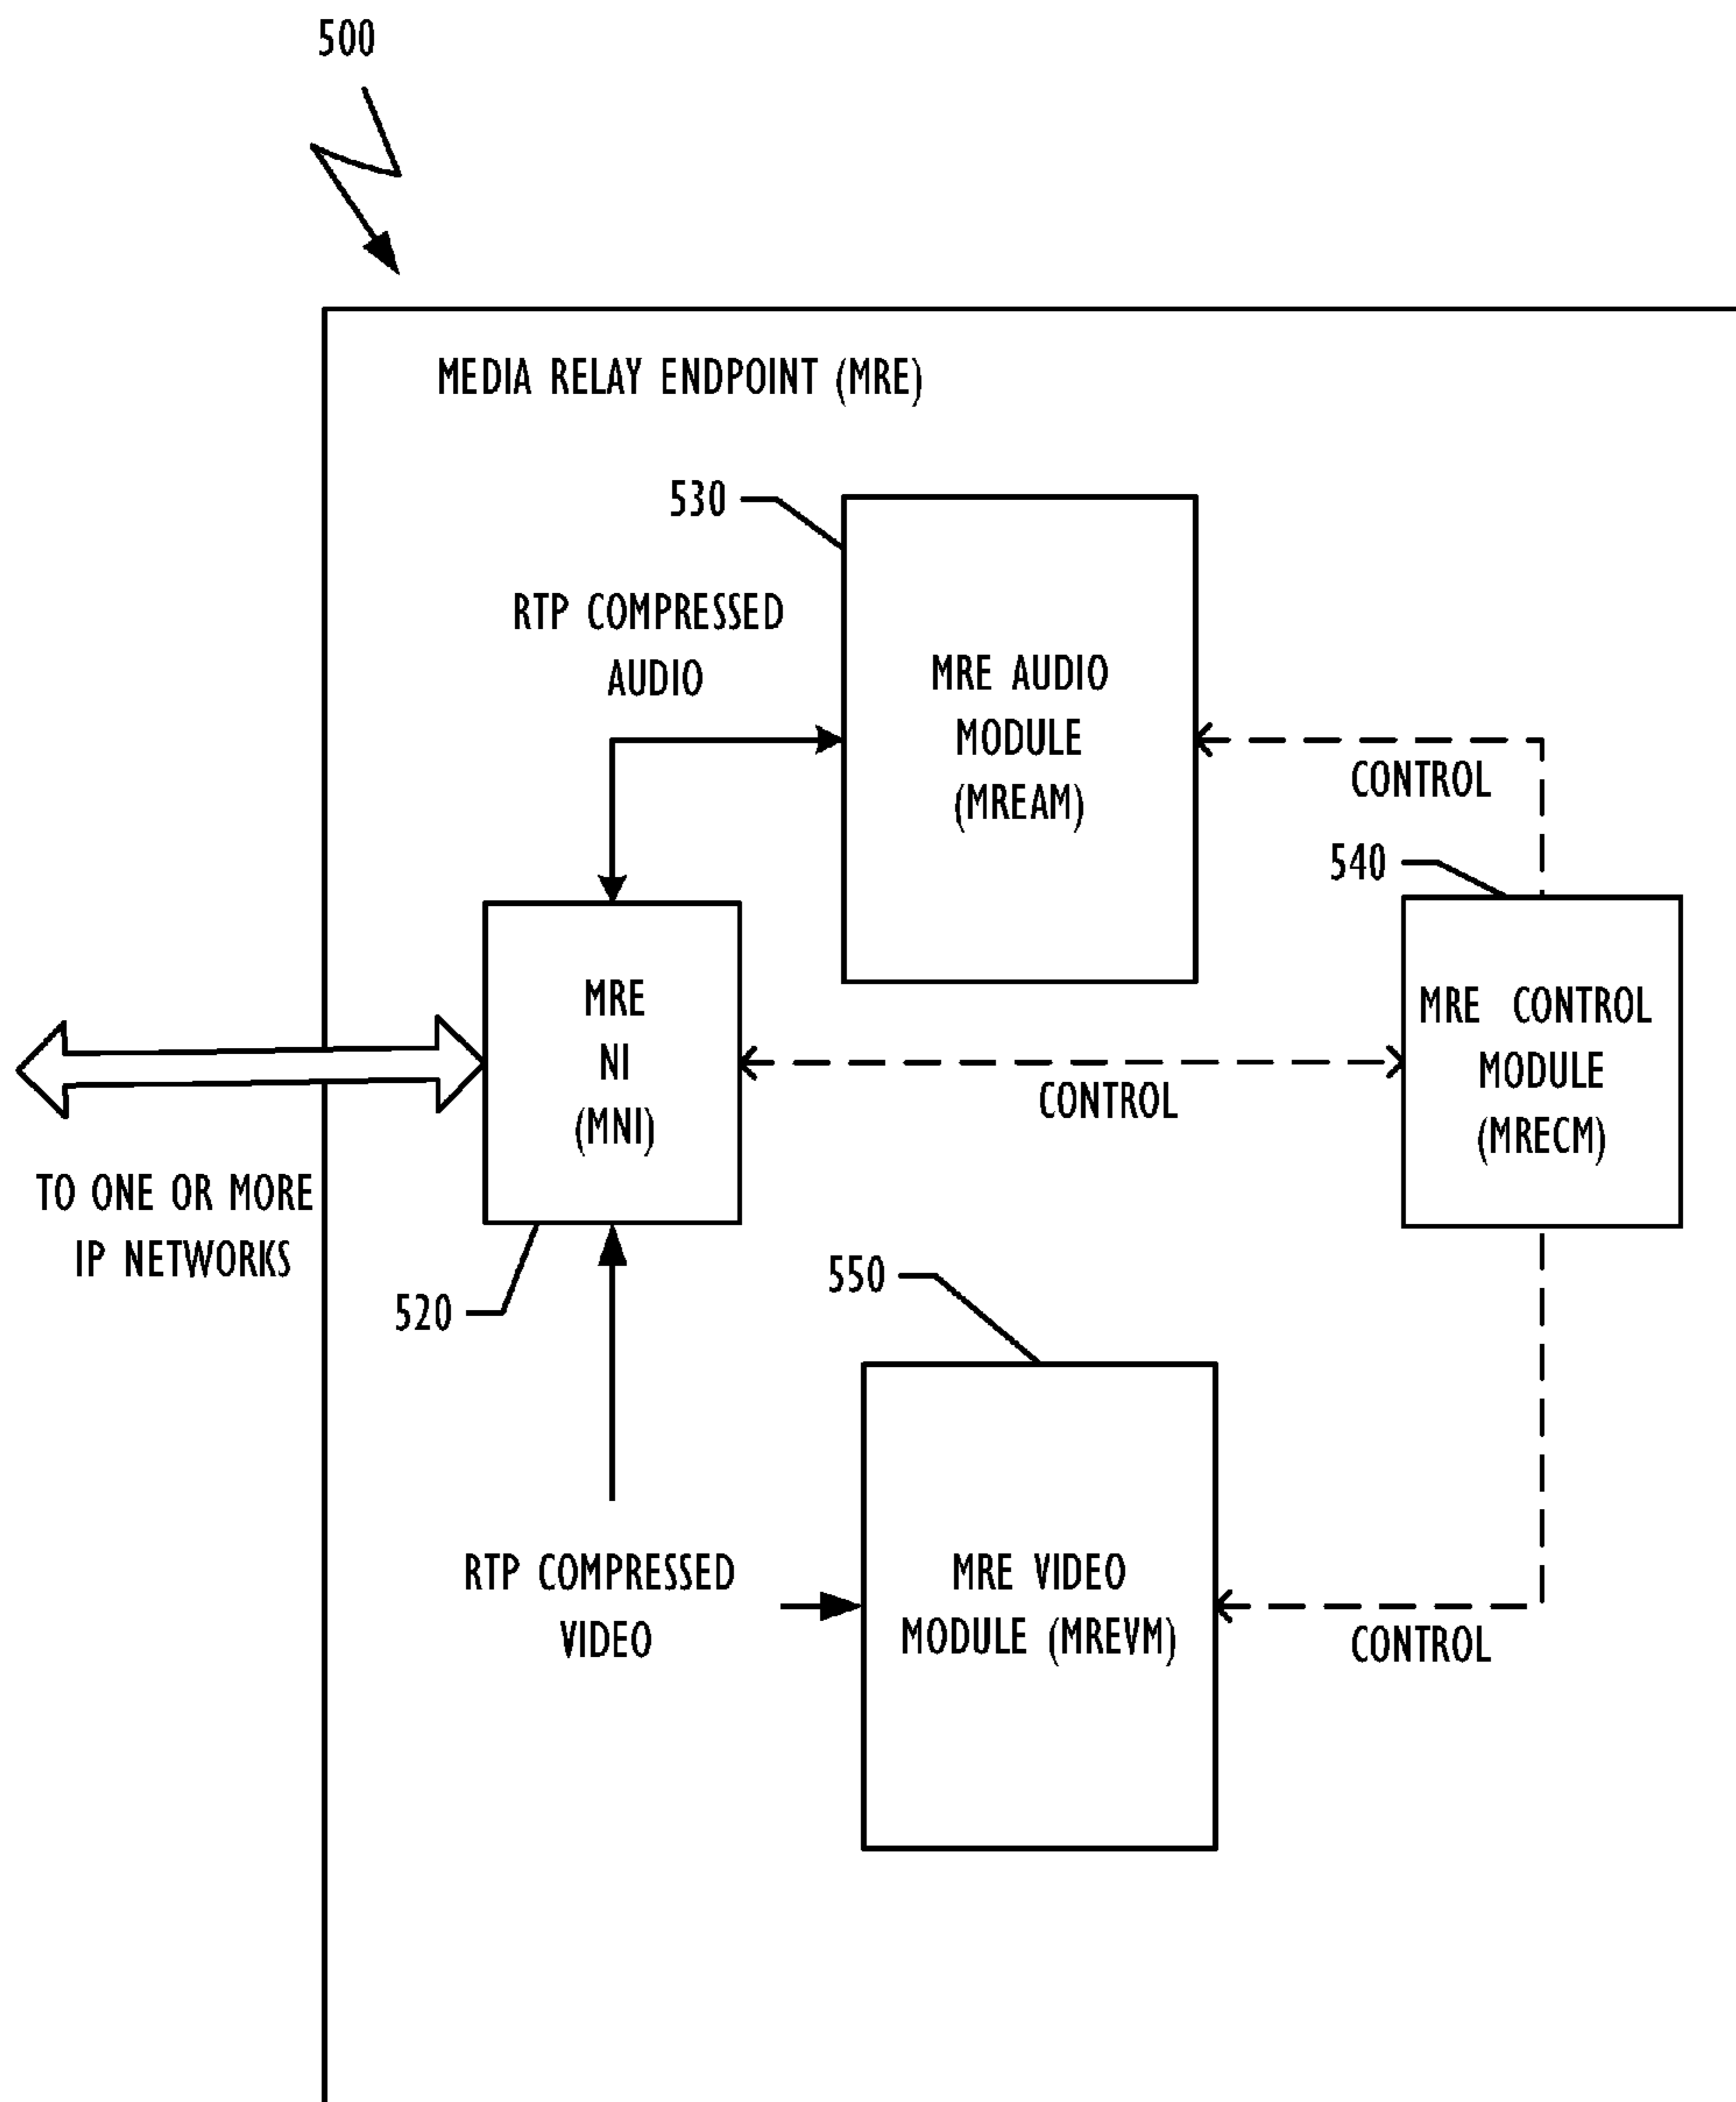 500
MEDIA RELAY ENDPOINT (MRE)
530
RTP COMPRESSED
AUDIO
MRE AUDIO
MODULE
(MREAM)
CONTROL
540
MRE
NI
(MNI)
MRE CONTROL
MODULE
(MRECM)
CONTROL
TO ONE OR MORE
IP NETWORKS
520
550
RTP COMPRESSED
VIDEO
MRE VIDEO
MODULE (MREVM)
CONTROL